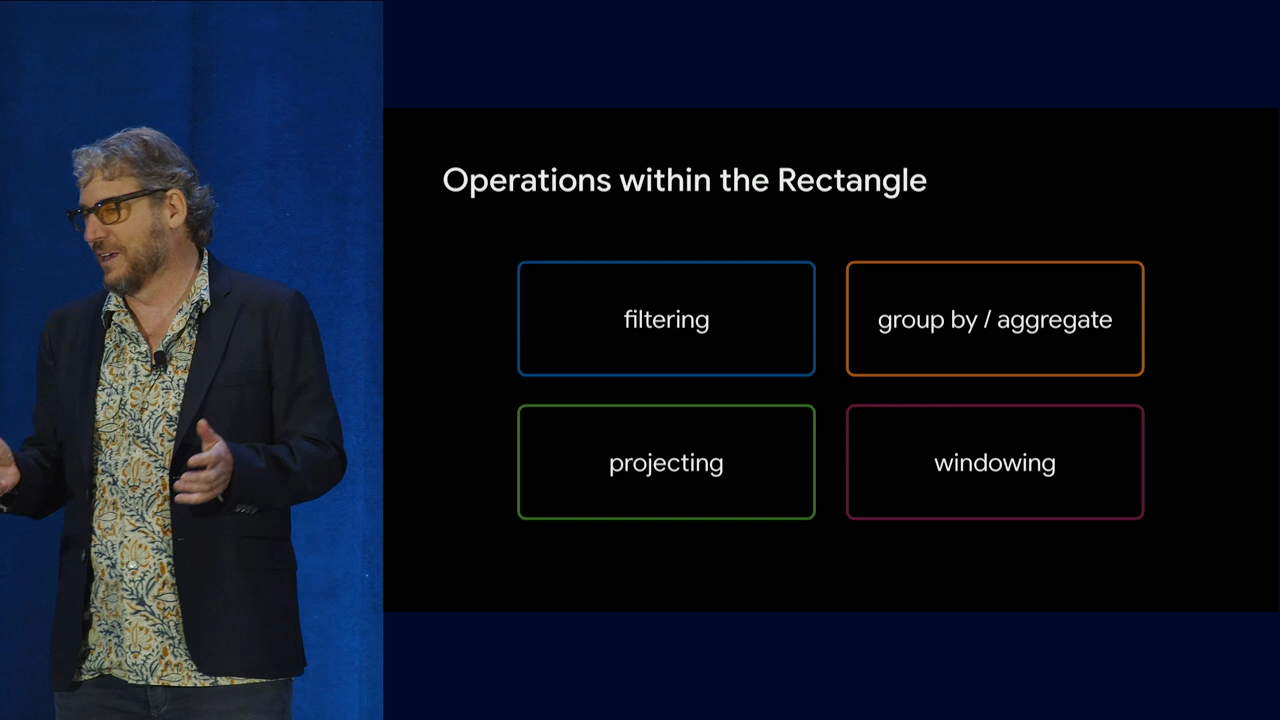 Operations within the Rectangle
filtering
group by / aggregate
projecting
windowing